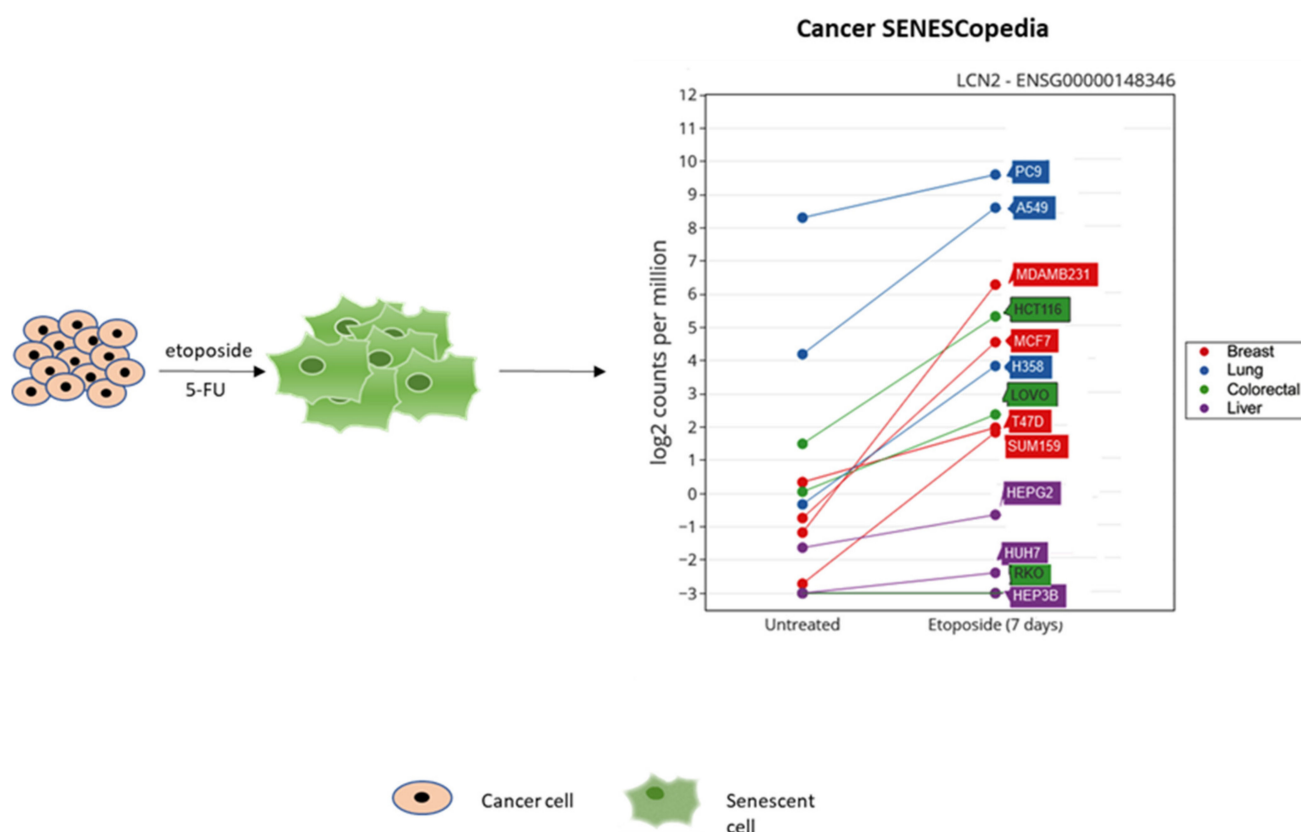 Cancer SENESCopedia
LCN2 - ENSG00000148346
etoposide
5-FU
log2 counts per million
12
11
10
9
8
7
6
5
4
3
2
1
0
−1
−2
−3
PC9
A549
MDAMB231
HCT116
MCF7
H358
LOVO
T47D
SUM159
HEPG2
HUH7
RKO
HEP3B
Untreated
Etoposide (7 days)
Breast
Lung
Colorectal
Liver
Cancer cell
Senescent
cell